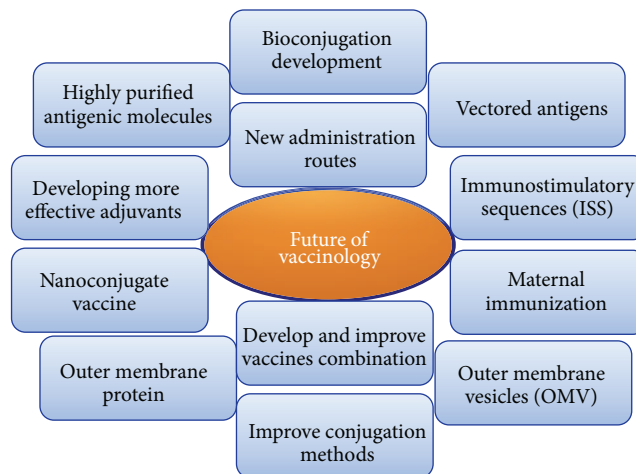 Bioconjugation
development
Highly purified
antigenic molecules
Vectored antigens
New administration
routes
Developing more
effective adjuvants
Immunostimulatory
sequences (ISS)
Future of
vaccinology
Nanoconjugate
vaccine
Maternal
immunization
Develop and improve
vaccines combination
Outer membrane
protein
Outer membrane
vesicles (OMV)
Improve conjugation
methods